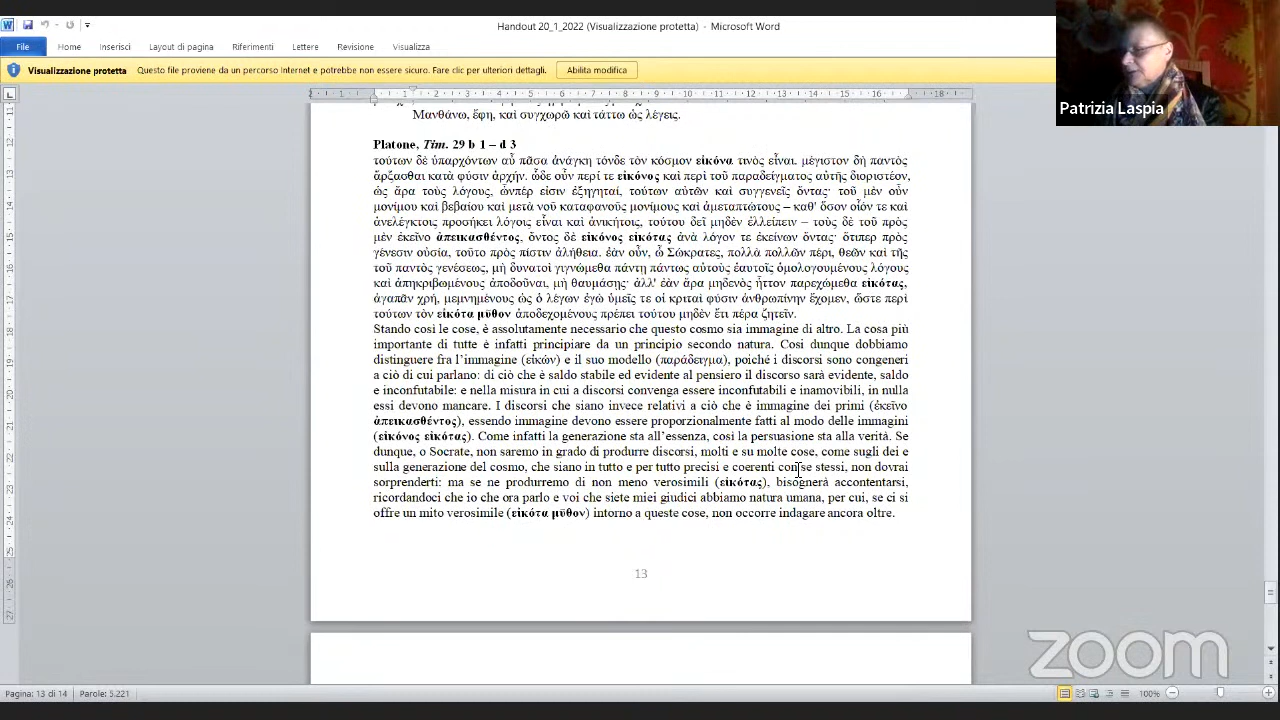 Handout 20_1_2022 (Visualizzazione protetta) - Microsoft Word
File Home Inserisci Layout di pagina Riferimenti Lettere Revisione Visualizza
Visualizzazione protetta Questo file proviene da un percorso Internet e potrebbe non essere sicuro. Fare clic per ulteriori dettagli. Abilita modifica
Patrizia Laspia
Μανθάνω, ἔφη, καὶ συγχωρῶ καὶ τάττω ὡς λέγεις.
Platone, Tim. 29 b 1 – d 3
τούτων δὲ ὑπαρχόντων αὖ πᾶσα ἀνάγκη τόνδε τὸν κόσμον εἰκόνα τινὸς εἶναι. μέγιστον δὴ παντὸς
ἄρξασθαι κατὰ φύσιν ἀρχήν. ὧδε οὖν περί τε εἰκόνος καὶ περὶ τοῦ παραδείγματος αὐτῆς διοριστέον,
ὡς ἄρα τοὺς λόγους, ὧνπέρ εἰσιν ἐξηγηταί, τούτων αὐτῶν καὶ συγγενεῖς ὄντας· τοῦ μὲν οὖν
μονίμου καὶ βεβαίου καὶ μετὰ νοῦ καταφανοῦς μονίμους καὶ ἀμεταπτώτους – καθ' ὅσον οἷόν τε καὶ
ἀνελέγκτοις προσήκει λόγοις εἶναι καὶ ἀνικήτοις, τούτου δεῖ μηδὲν ἐλλείπειν – τοὺς δὲ τοῦ πρὸς
μὲν ἐκεῖνο ἀπεικασθέντος, ὄντος δὲ εἰκόνος εἰκότας ἀνὰ λόγον τε ἐκείνων ὄντας· ὅτιπερ πρὸς
γένεσιν οὐσία, τοῦτο πρὸς πίστιν ἀλήθεια. ἐὰν οὖν, ὦ Σώκρατες, πολλὰ πολλῶν πέρι, θεῶν καὶ τῆς
τοῦ παντὸς γενέσεως, μὴ δυνατοὶ γιγνώμεθα πάντῃ πάντως αὐτοὺς ἑαυτοῖς ὁμολογουμένους λόγους
καὶ ἀπηκριβωμένους ἀποδοῦναι, μὴ θαυμάσῃς· ἀλλ' ἐὰν ἄρα μηδενὸς ἧττον παρεχώμεθα εἰκότας,
ἀγαπᾶν χρή, μεμνημένους ὡς ὁ λέγων ἐγὼ ὑμεῖς τε οἱ κριταὶ φύσιν ἀνθρωπίνην ἔχομεν, ὥστε περὶ
τούτων τὸν εἰκότα μῦθον ἀποδεχομένους πρέπει τούτου μηδὲν ἔτι πέρα ζητεῖν.
Stando così le cose, è assolutamente necessario che questo cosmo sia immagine di altro. La cosa più
importante di tutte è infatti principiare da un principio secondo natura. Così dunque dobbiamo
distinguere fra l'immagine (εἰκών) e il suo modello (παράδειγμα), poiché i discorsi sono congeneri
a ciò di cui parlano: di ciò che è saldo stabile ed evidente al pensiero il discorso sarà evidente, saldo
e inconfutabile: e nella misura in cui a discorsi convenga essere inconfutabili e inamovibili, in nulla
essi devono mancare. I discorsi che siano invece relativi a ciò che è immagine dei primi (ἐκεῖνο
ἀπεικασθέντος), essendo immagine devono essere proporzionalmente fatti al modo delle immagini
(εἰκόνος εἰκότας). Come infatti la generazione sta all'essenza, così la persuasione sta alla verità. Se
dunque, o Socrate, non saremo in grado di produrre discorsi, molti e su molte cose, come sugli dei e
sulla generazione del cosmo, che siano in tutto e per tutto precisi e coerenti con se stessi, non dovrai
sorprenderti: ma se ne produrremo di non meno verosimili (εἰκότας), bisognerà accontentarsi,
ricordandoci che io che ora parlo e voi che siete miei giudici abbiamo natura umana, per cui, se ci si
offre un mito verosimile (εἰκότα μῦθον) intorno a queste cose, non occorre indagare ancora oltre.
13
zoom
Pagina: 13 di 14 Parole: 5.221 100%